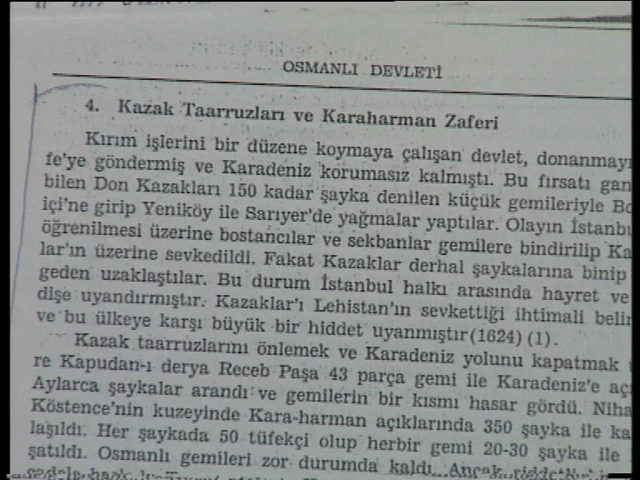 OSMANLI DEVLETİ
4. Kazak Taarruzları ve Karaharman Zaferi
Kırım işlerini bir düzene koymaya çalışan devlet, donanmayı
fe'ye göndermiş ve Karadeniz korumasız kalmıştı. Bu fırsatı
bilen Don Kazakları 150 kadar şayka denilen küçük gemileriyle
içi'ne girip Yeniköy ile Sarıyer'de yağmalar yaptılar. Olayın
öğrenilmesi üzerine bostancılar ve sekbanlar gemilere bindirilip
lar'ın üzerine sevkedildi. Fakat Kazaklar derhal şaykalarına binip
geden uzaklaştılar. Bu durum İstanbul halkı arasında hayret ve
dişe uyandırmıştır. Kazaklar'ı Lehistan'ın sevkettiği ihtimali
ve bu ülkeye karşı büyük bir hiddet uyanmıştır (1624) (1).
Kazak taarruzlarını önlemek ve Karadeniz yolunu kapatmak
re Kapudan-ı derya Receb Paşa 43 parça gemi ile Karadeniz'e
Aylarca şaykalar arandı ve gemilerin bir kısmı hasar gördü.
Köstence'nin kuzeyinde Kara-harman açıklarında 350 şayka ile
laşıldı. Her şaykada 50 tüfekçi olup herbir gemi 20-30 şayka ile
şatıldı. Osmanlı gemileri zor durumda kaldı. Ancak